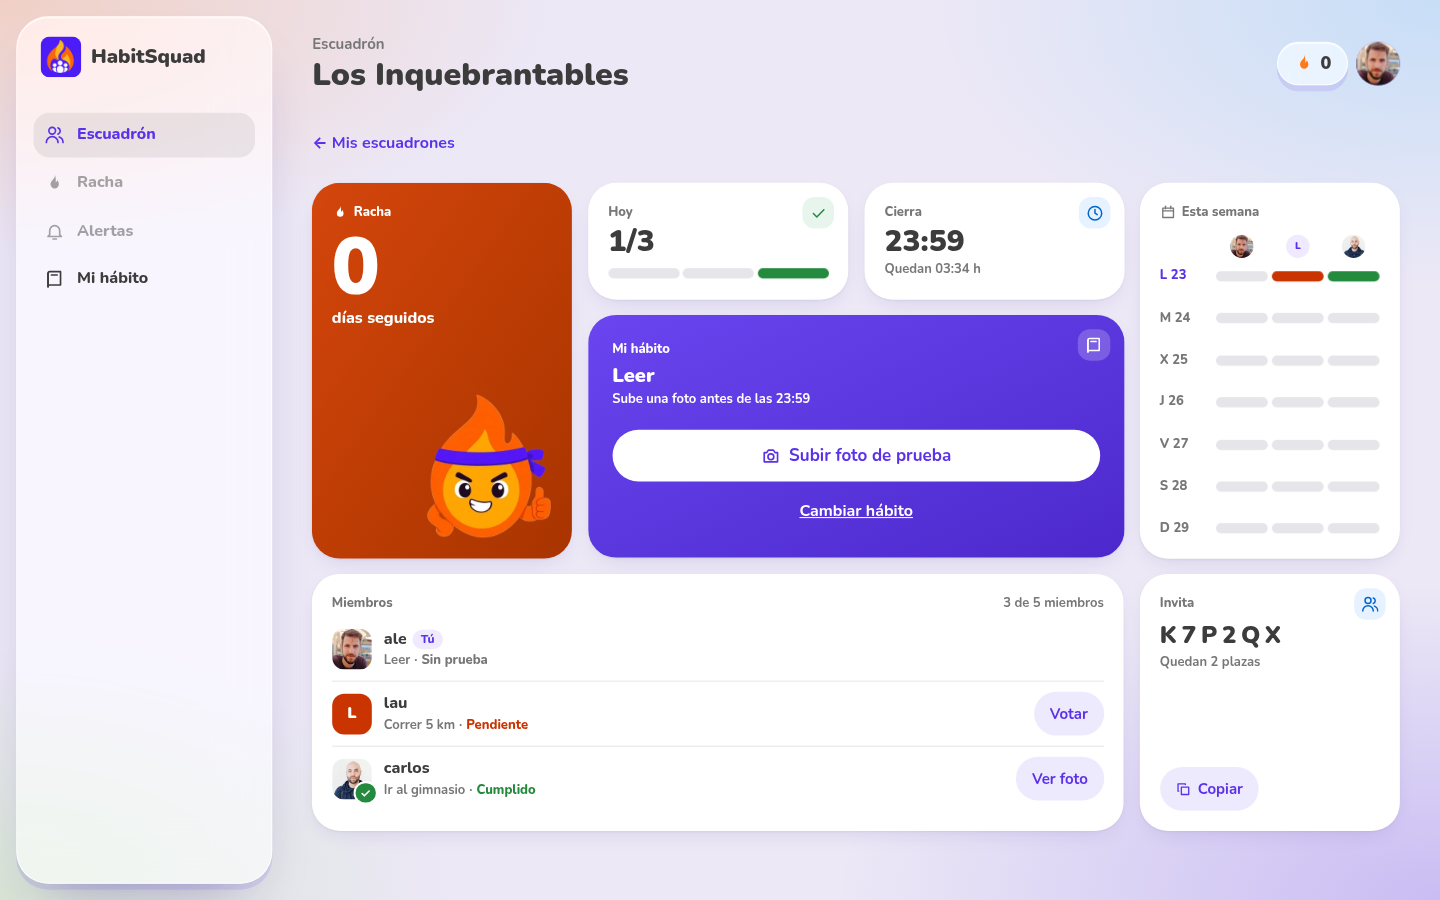 HabitSquad
Escuadrón
Racha
Alertas
Mi hábito
Escuadrón
Los Inquebrantables
0
← Mis escuadrones
Racha
0
días seguidos
Hoy
1/3
Cierra
23:59
Quedan 03:34 h
Mi hábito
Leer
Sube una foto antes de las 23:59
Subir foto de prueba
Cambiar hábito
Esta semana
L
L 23
M 24
X 25
J 26
V 27
S 28
D 29
Miembros
3 de 5 miembros
ale Tú
Leer · Sin prueba
L
lau
Correr 5 km · Pendiente
Votar
carlos
Ir al gimnasio · Cumplido
Ver foto
Invita
K7P2QX
Quedan 2 plazas
Copiar